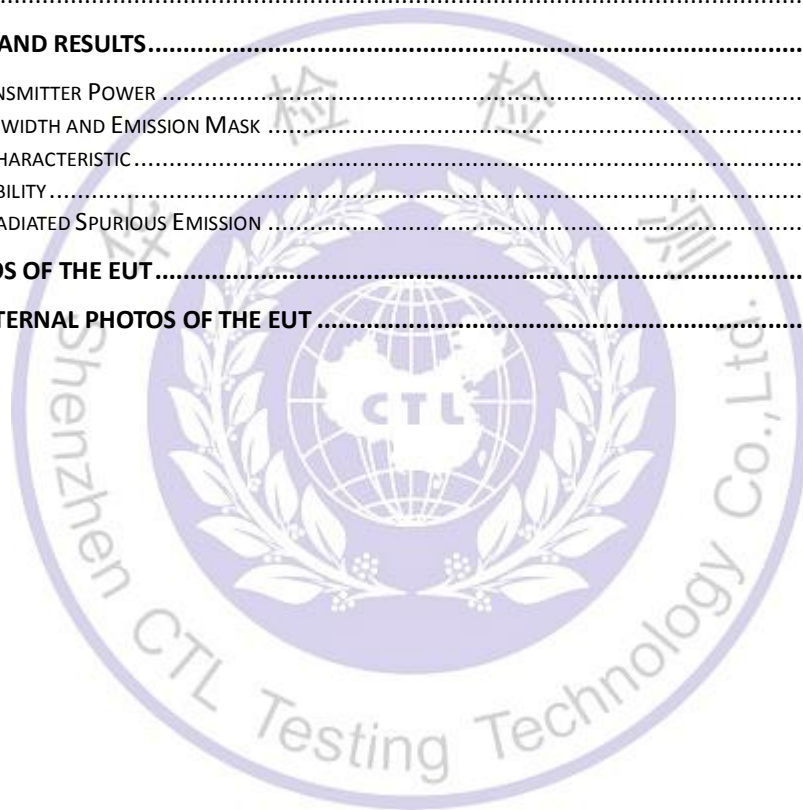 AND RESULTS................................................................
nsmitter Power ................................................................
width and Emission Mask ................................................................
haracteristic ................................................................
bility ................................................................
adiated Spurious Emission ................................................................
OS OF THE EUT ................................................................
TERNAL PHOTOS OF THE EUT ................................................................
检 检 测
CTL
Shenzhen CTL Testing Technology Co.,Ltd.